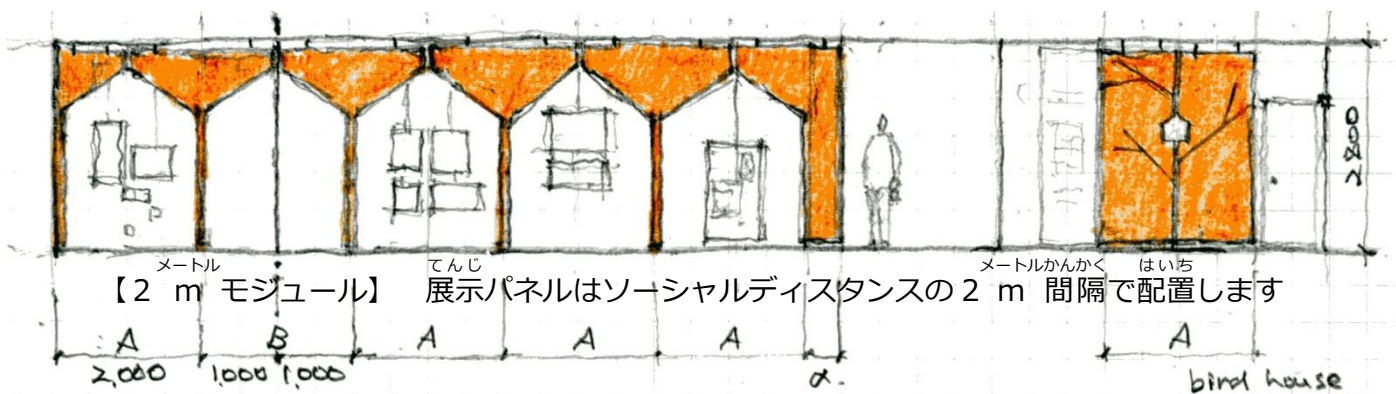 2800
メートル てんじ メートルかんかく はいち
【2 m モジュール】 展示パネルはソーシャルディスタンスの2 m 間隔で配置します
A B A A A A
2,000 1,000 1,000 α.
bird house